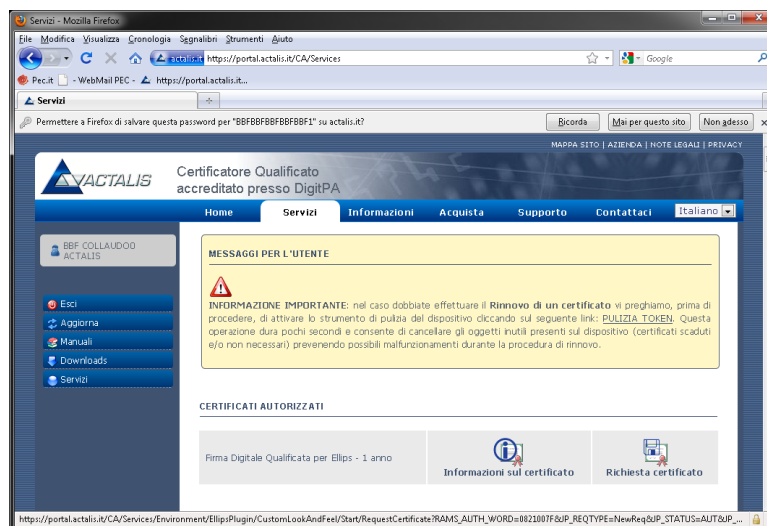 Servizi - Mozilla Firefox
File Modifica Visualizza Cronologia Segnalibri Strumenti Aiuto
actalis.it https://portal.actalis.it/CA/Services
Google
Pec.it - WebMail PEC - https://portal.actalis.it...
Servizi
Permettere a Firefox di salvare questa password per "BBFBBFBBFBBFBBF1" su actalis.it?
Ricorda
Mai per questo sito
Non adesso
MAPPA SITO | AZIENDA | NOTE LEGALI | PRIVACY
ACTALIS
Certificatore Qualificato
accreditato presso DigitPA
Home Servizi Informazioni Acquista Supporto Contattaci Italiano
BBF COLLAUDOO
ACTALIS
Esci
Aggiorna
Manuali
Downloads
Servizi
MESSAGGI PER L'UTENTE
INFORMAZIONE IMPORTANTE: nel caso dobbiate effettuare il Rinnovo di un certificato vi preghiamo, prima di
procedere, di attivare lo strumento di pulizia del dispositivo cliccando sul seguente link: PULIZIA TOKEN. Questa
operazione dura pochi secondi e consente di cancellare gli oggetti inutili presenti sul dispositivo (certificati scaduti
e/o non necessari) prevenendo possibili malfunzionamenti durante la procedura di rinnovo.
CERTIFICATI AUTORIZZATI
Firma Digitale Qualificata per Ellips - 1 anno
Informazioni sul certificato
Richiesta certificato
https://portal.actalis.it/CA/Services/Environment/EllipsPlugin/CustomLookAndFeel/Start/RequestCertificate?RAMS_AUTH_WORD=0821007F&JP_REQTYPE=NewReq&JP_STATUS=AUT&JP_...